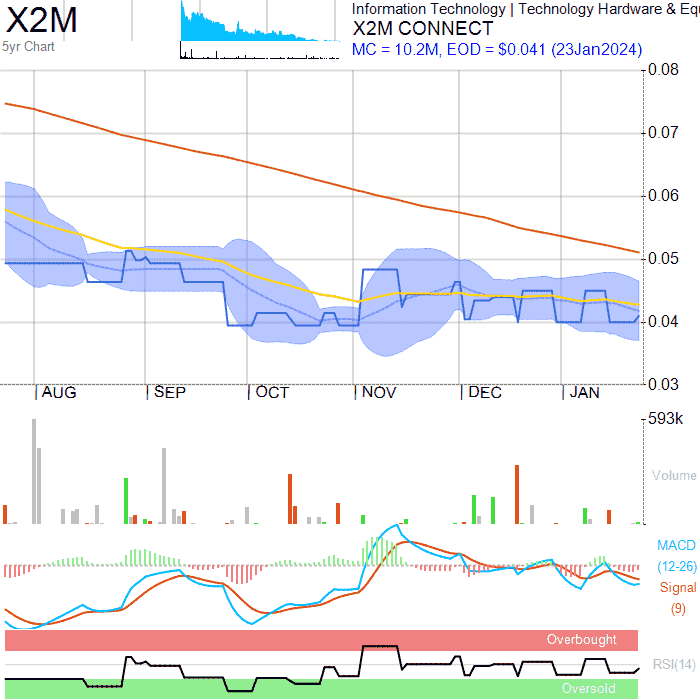 X2M
5yr Chart
Information Technology | Technology Hardware & Equ
X2M CONNECT
MC = 10.2M, EOD = $0.041 (23Jan2024)
0.08
0.07
0.06
0.05
0.04
0.03
AUG SEP OCT NOV DEC JAN
593k
Volume
MACD
(12-26)
Signal
(9)
Overbought
RSI(14)
Oversold